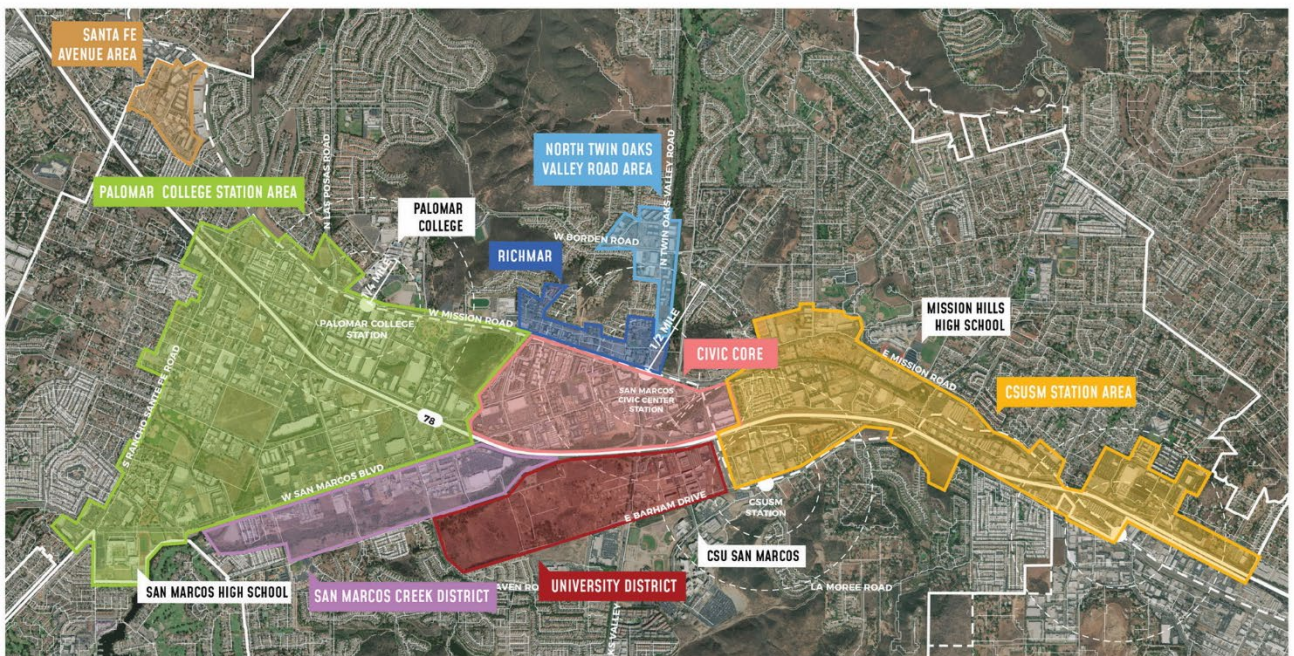 SANTA FE
AVENUE AREA
PALOMAR COLLEGE STATION AREA
N LAS POSAS ROAD
PALOMAR
COLLEGE
NORTH TWIN OAKS
VALLEY ROAD AREA
N TWIN OAKS VALLEY ROAD
W BORDEN ROAD
RICHMAR
1/4 MILE
W MISSION ROAD
PALOMAR COLLEGE
STATION
1/2 MILE
CIVIC CORE
MISSION HILLS
HIGH SCHOOL
E MISSION ROAD
CSUSM STATION AREA
SAN MARCOS
CIVIC CENTER
STATION
S RANCHO SANTA FE ROAD
78
W SAN MARCOS BLVD
E BARHAM DRIVE
CSUSM
STATION
CSU SAN MARCOS
SAN MARCOS HIGH SCHOOL
SAN MARCOS CREEK DISTRICT
UNIVERSITY DISTRICT
AVEN RO
LA MOREE ROAD
KS VALLEY